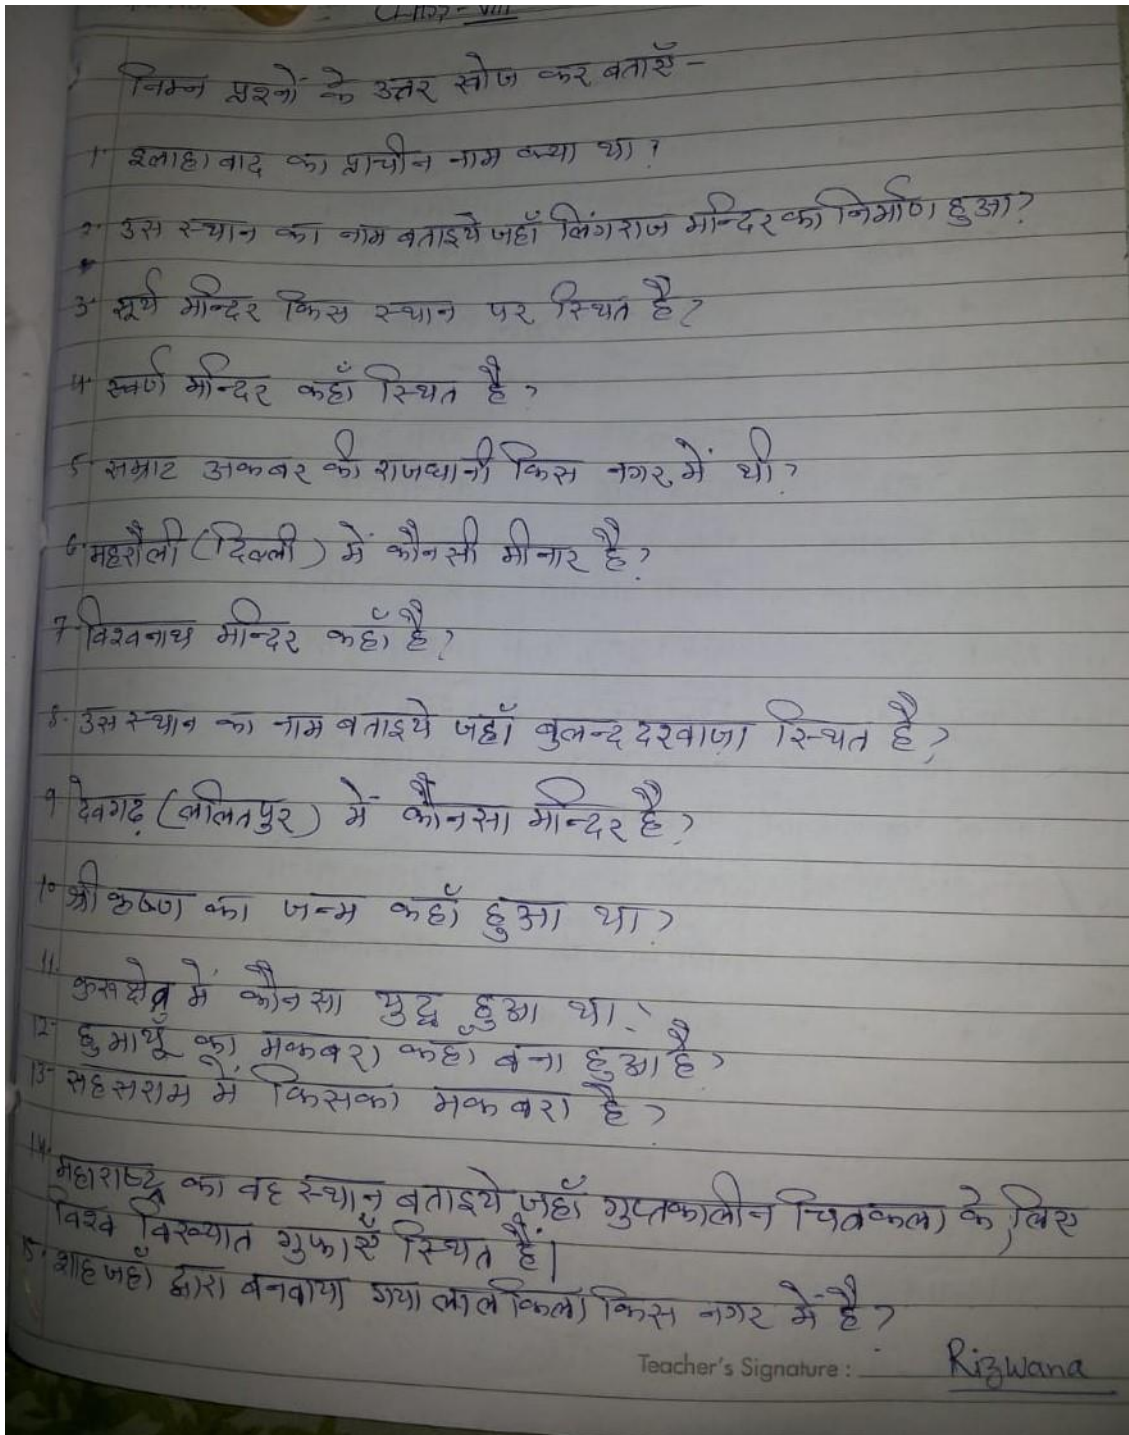 Class - VIII
निम्न प्रश्नों के उत्तर खोज कर बताएँ -
1. इलाहाबाद का प्राचीन नाम क्या था ?
2. उस स्थान का नाम बताइये जहाँ लिंगराज मन्दिर का निर्माण हुआ?
3. सूर्य मन्दिर किस स्थान पर स्थित है?
4. स्वर्ण मन्दिर कहाँ स्थित है ?
5. सम्राट अकबर की राजधानी किस नगर में थी ?
6. महरौली (दिल्ली) में कौन सी मीनार है?
7. विश्वनाथ मन्दिर कहाँ है?
8. उस स्थान का नाम बताइये जहाँ बुलन्द दरवाज़ा स्थित है?
9 देवगढ़ (ललितपुर) में कौनसा मन्दिर है?
10 श्री कृष्ण का जन्म कहाँ हुआ था ?
11. कुरुक्षेत्र में कौन सा युद्ध हुआ था ?
12- हुमायूँ का मकबरा कहाँ बना हुआ है ?
13- सहसराम में किसका मकबरा है ?
14. महाराष्ट्र का वह स्थान बताइये जहाँ गुप्तकालीन चित्रकला के लिए
विश्व विख्यात गुफाएँ स्थित हैं।
15. शाहजहाँ द्वारा बनवाया गया लाल किला किस नगर में है ?
Teacher's Signature : Rizwana